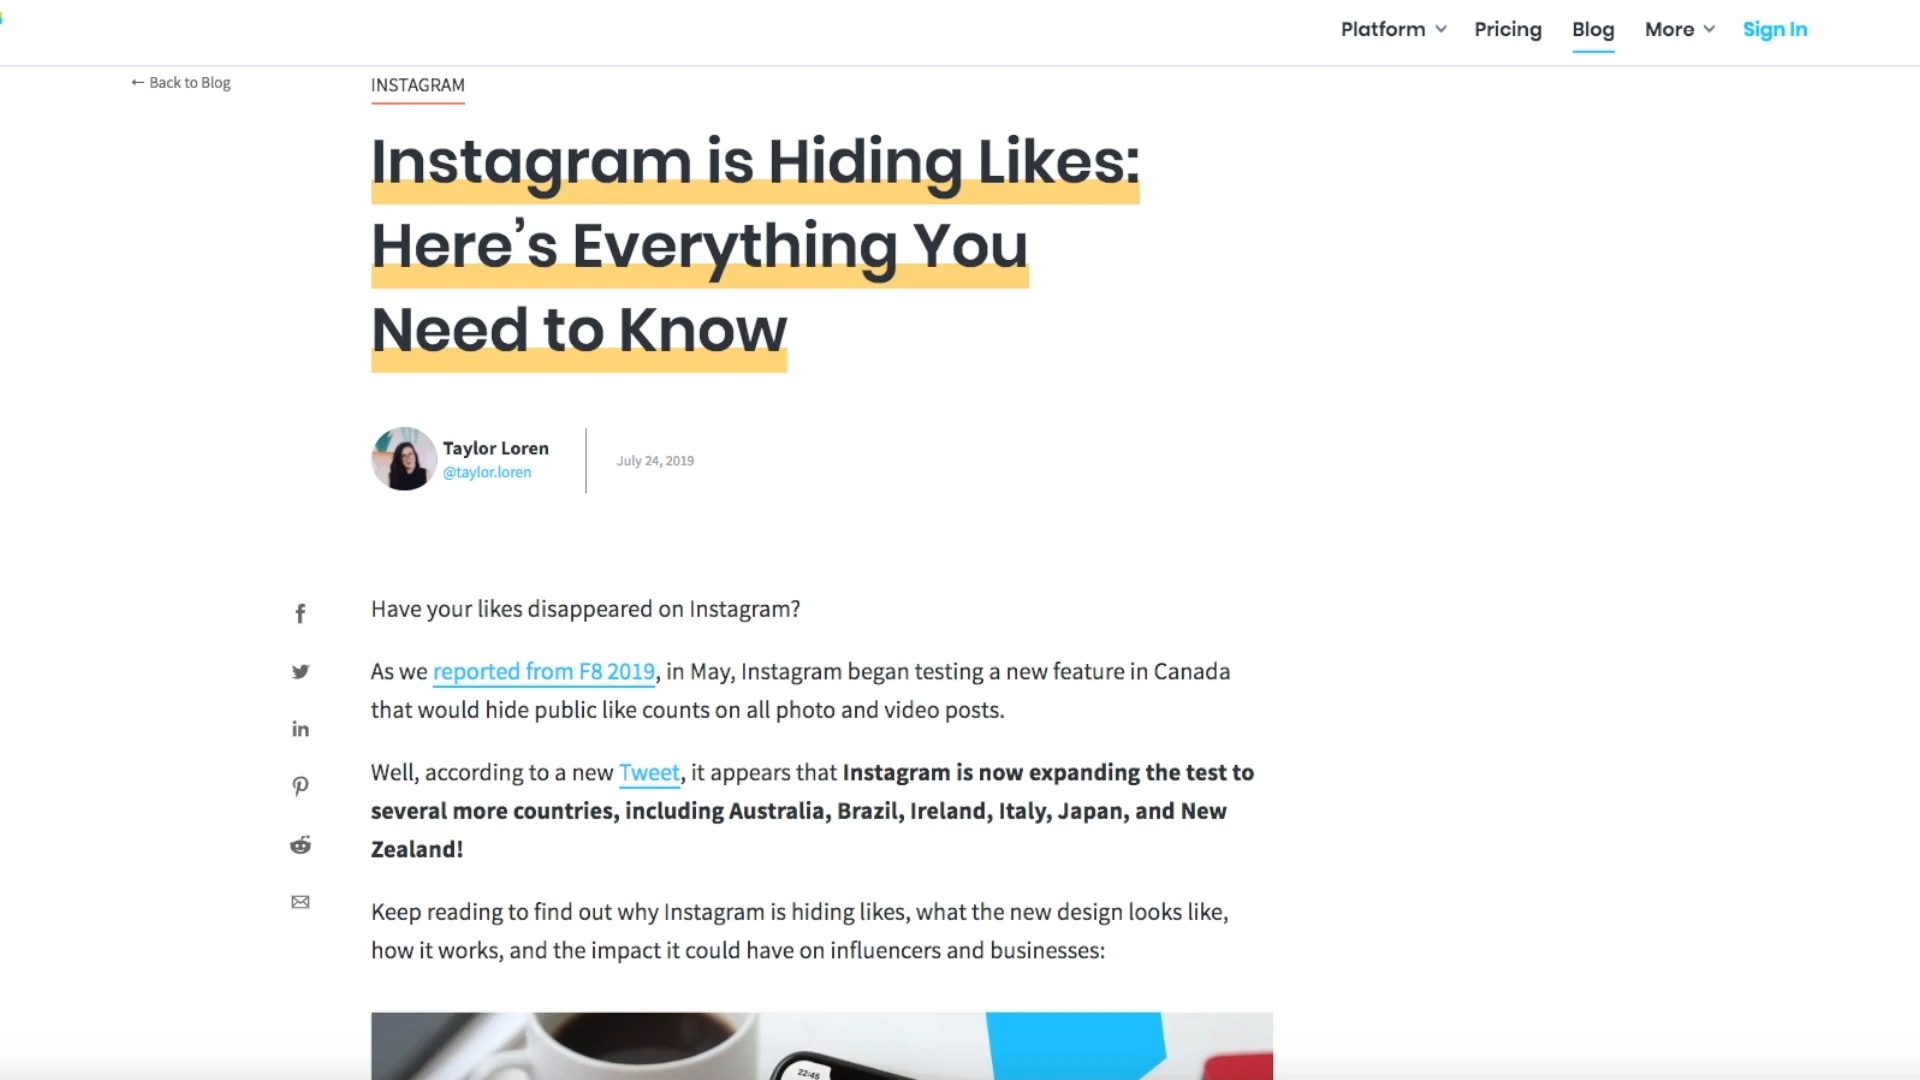 Platform Pricing Blog More Sign In
← Back to Blog
INSTAGRAM
Instagram is Hiding Likes:
Here’s Everything You
Need to Know
Taylor Loren
@taylor.loren
July 24, 2019
Have your likes disappeared on Instagram?
As we reported from F8 2019, in May, Instagram began testing a new feature in Canada
that would hide public like counts on all photo and video posts.
Well, according to a new Tweet, it appears that Instagram is now expanding the test to
several more countries, including Australia, Brazil, Ireland, Italy, Japan, and New
Zealand!
Keep reading to find out why Instagram is hiding likes, what the new design looks like,
how it works, and the impact it could have on influencers and businesses:
22:45